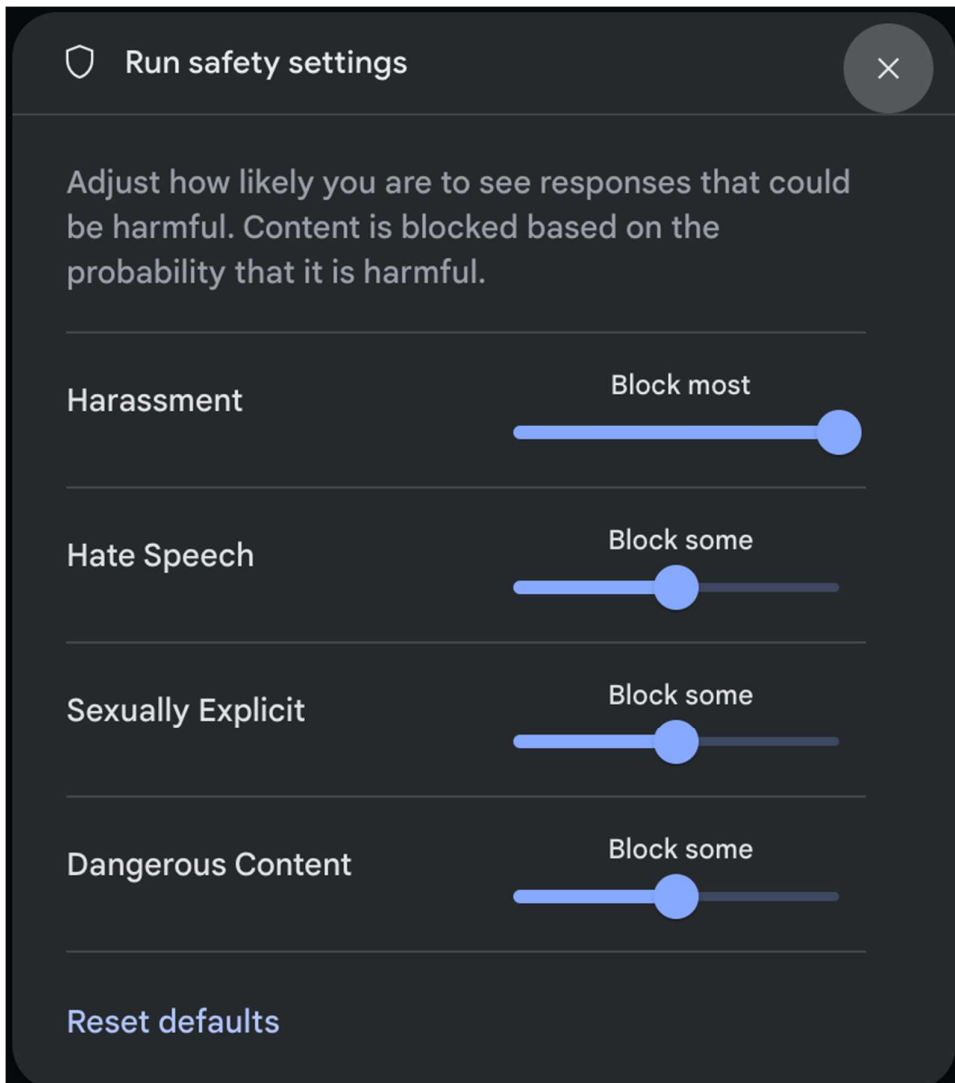 Run safety settings
Adjust how likely you are to see responses that could
be harmful. Content is blocked based on the
probability that it is harmful.
Harassment
Block most
Hate Speech
Block some
Sexually Explicit
Block some
Dangerous Content
Block some
Reset defaults